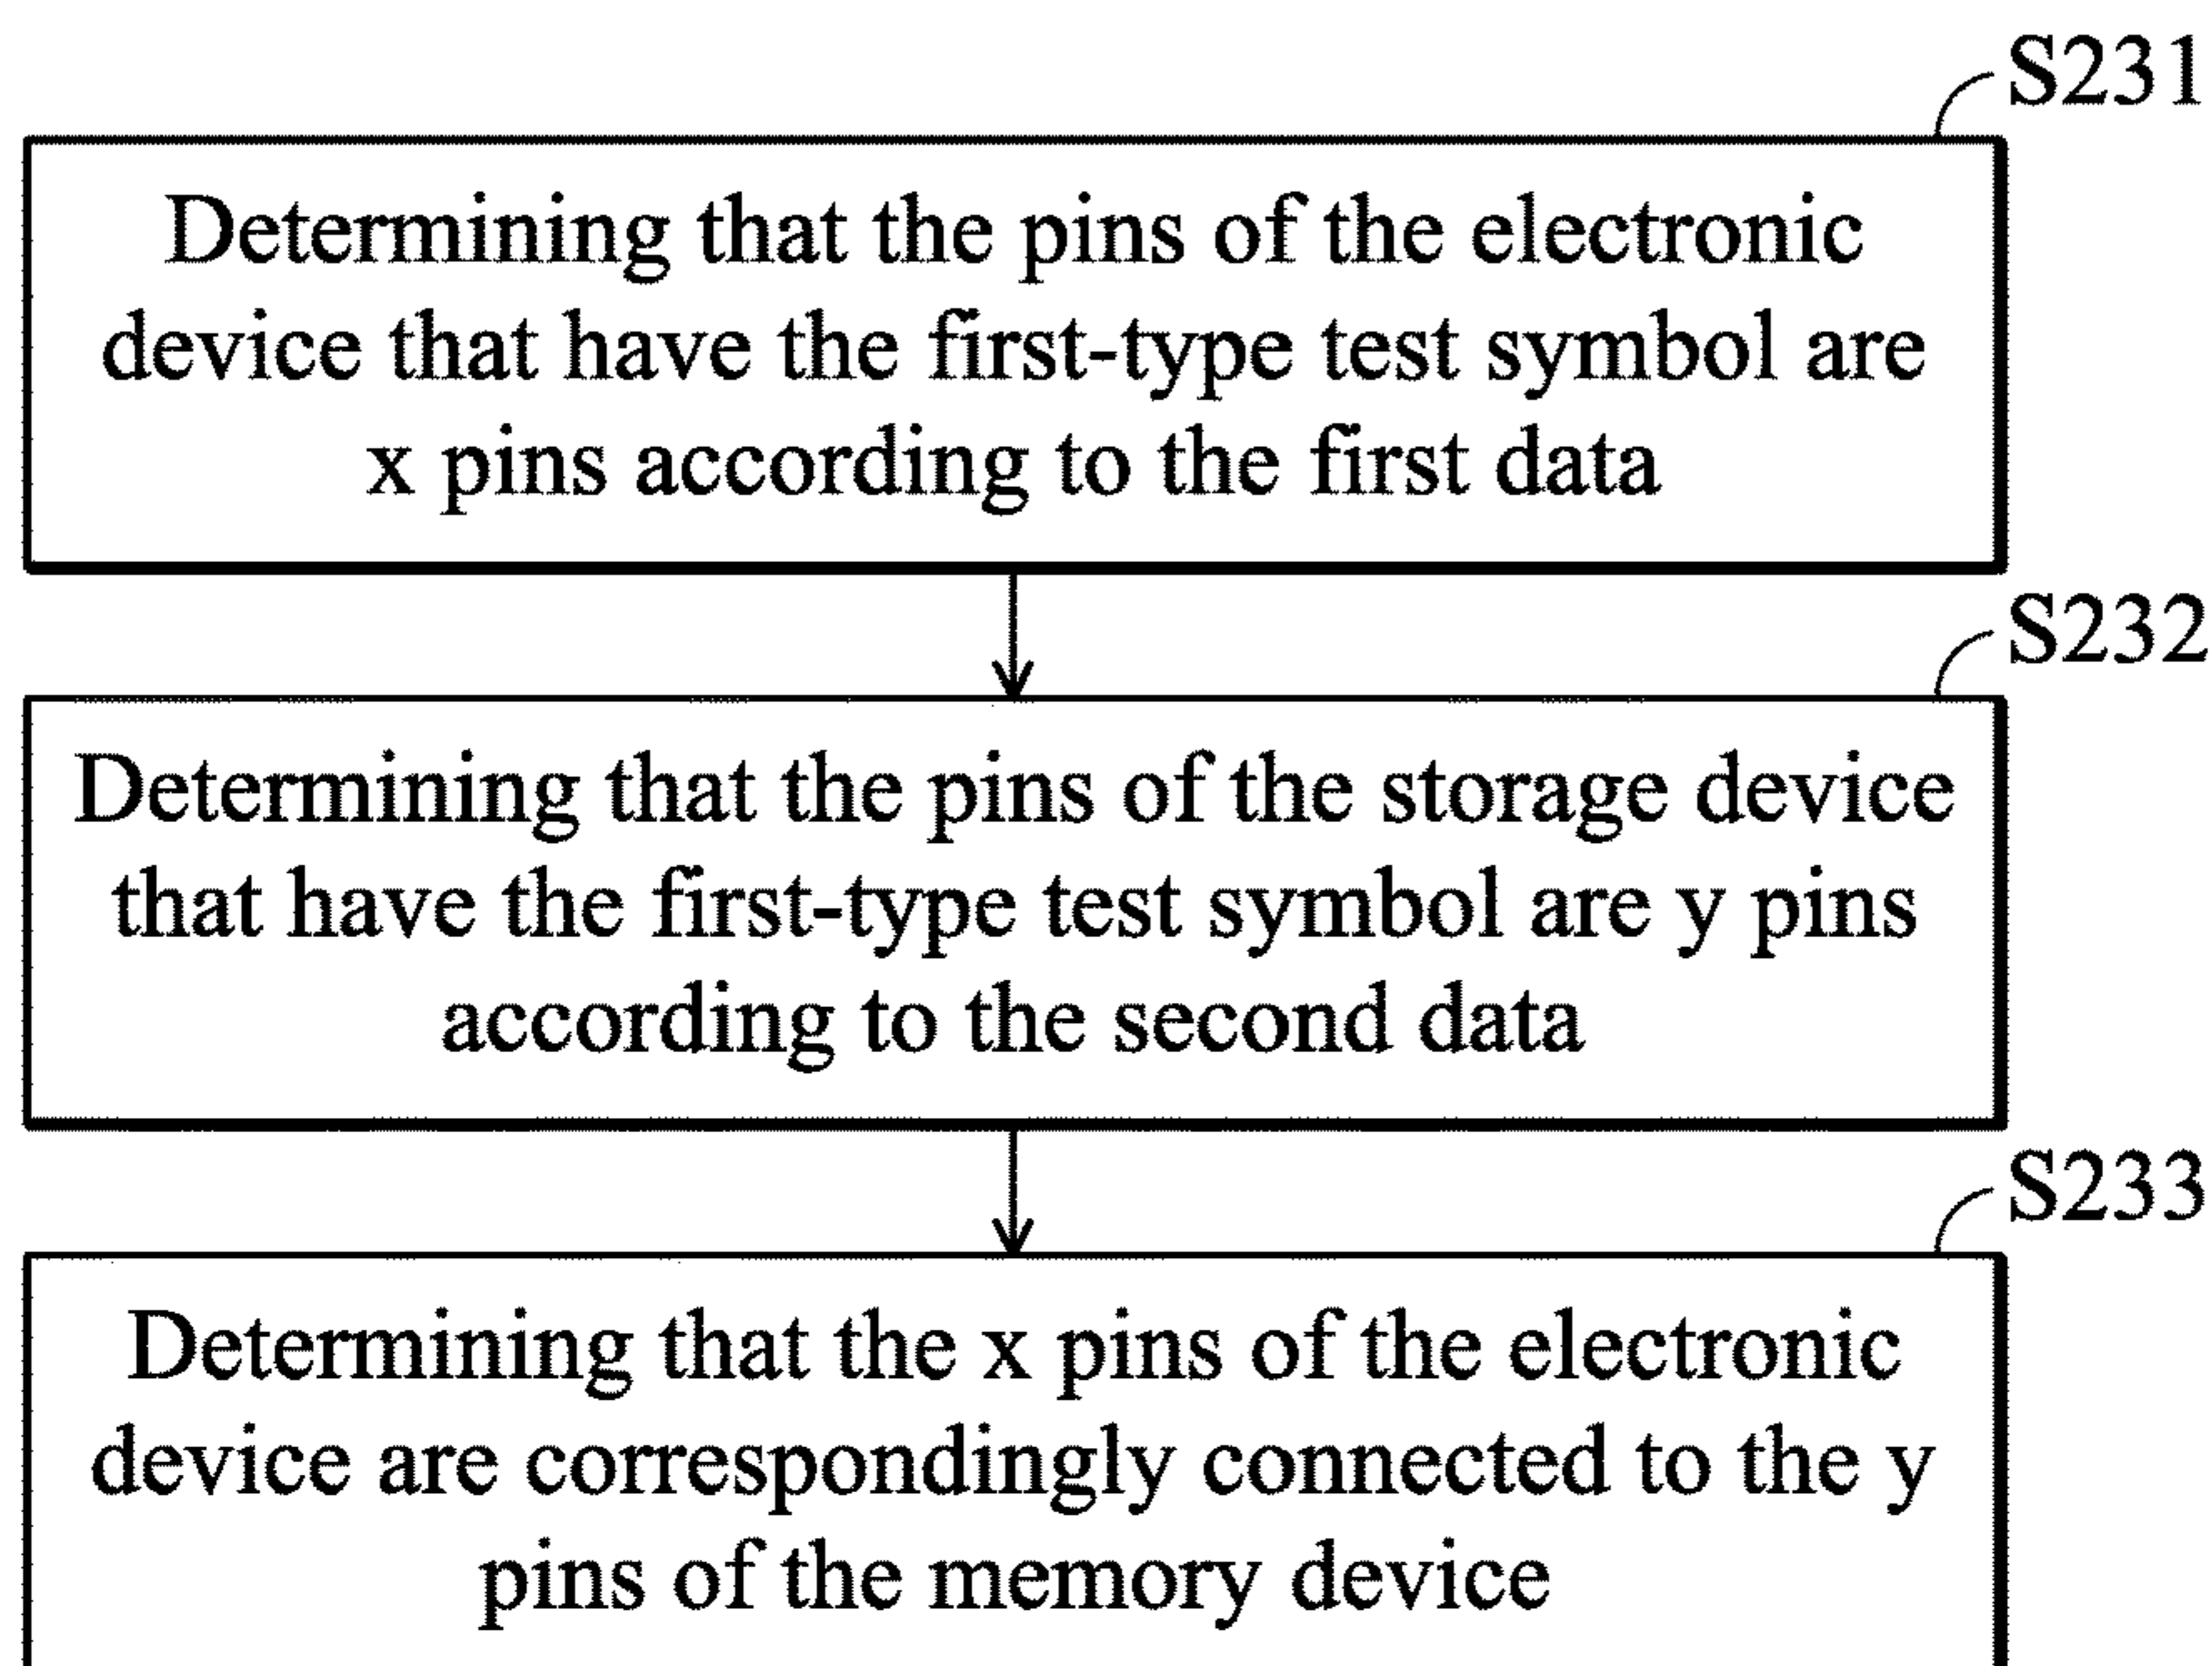 S231
Determining that the pins of the electronic
device that have the first-type test symbol are
x pins according to the first data
S232
Determining that the pins of the storage device
that have the first-type test symbol are y pins
according to the second data
S233
Determining that the x pins of the electronic
device are correspondingly connected to the y
pins of the memory device